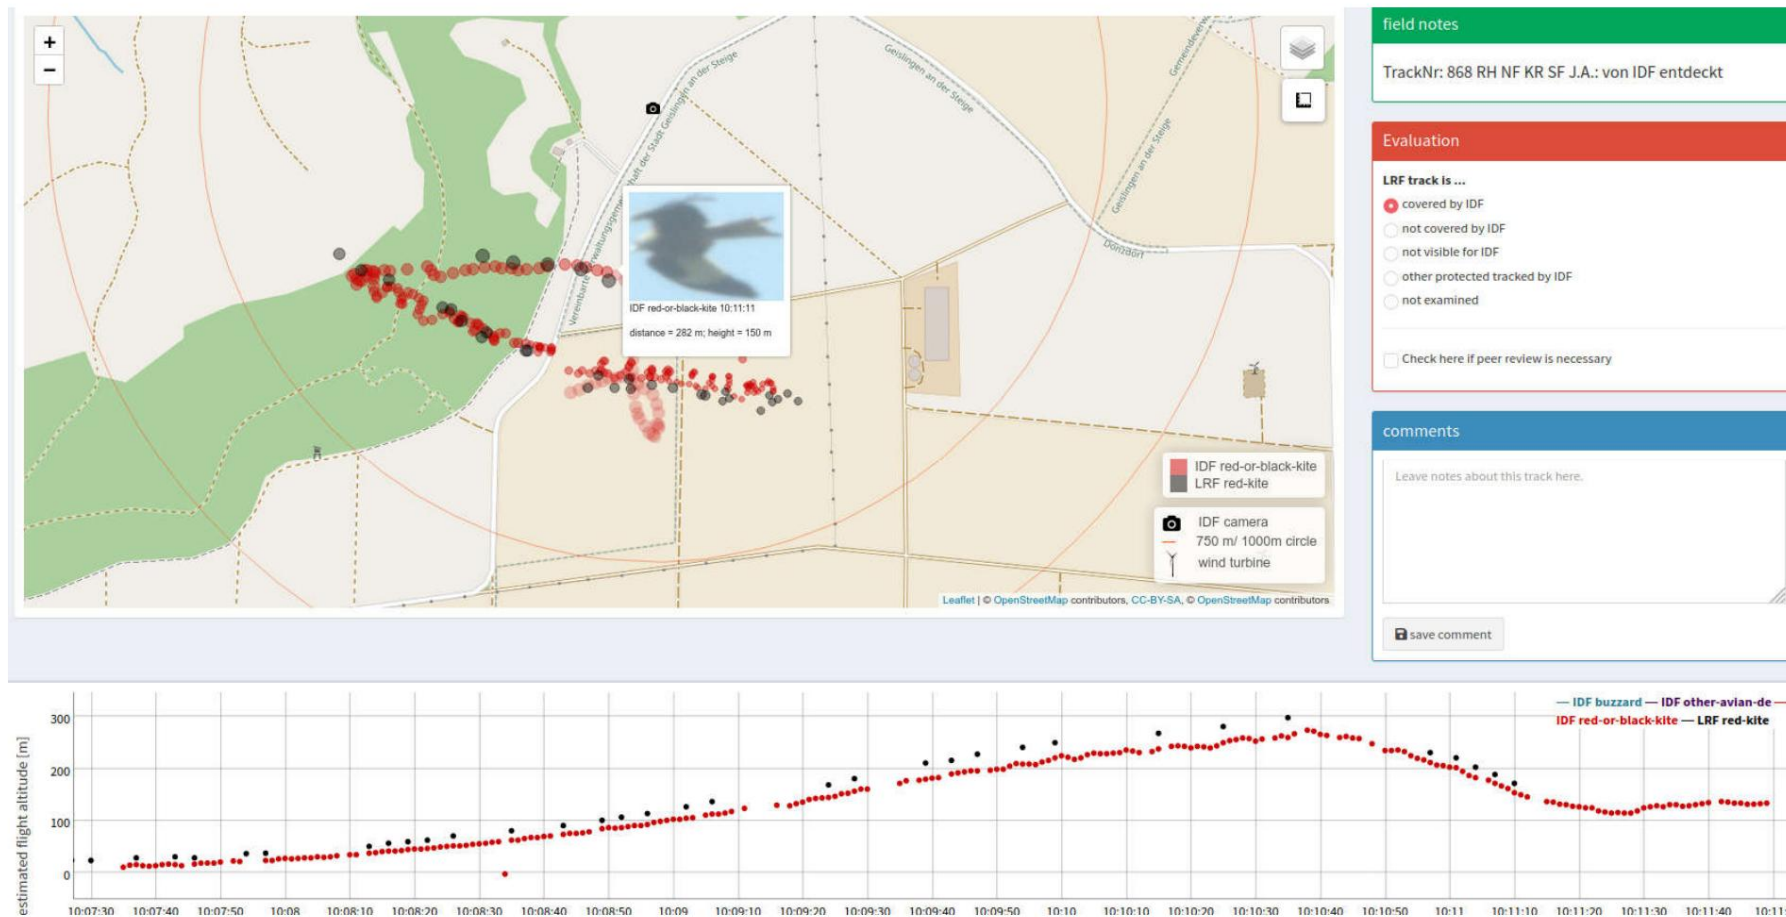 +
−
Geislingen an der Steige
Geislingen an der Steige
Geislingen an der Steige
Donzdorf
Vereinbarte Verwaltungsgemeinschaft der Stadt Geislingen an der Steige
IDF red-or-black-kite 10:11:11
distance = 282 m; height = 150 m
IDF red-or-black-kite
LRF red-kite
IDF camera
750 m/ 1000m circle
wind turbine
Leaflet | © OpenStreetMap contributors, CC-BY-SA, © OpenStreetMap contributors
field notes
TrackNr: 868 RH NF KR SF J.A.: von IDF entdeckt
Evaluation
LRF track is ...
covered by IDF
not covered by IDF
not visible for IDF
other protected tracked by IDF
not examined
Check here if peer review is necessary
comments
Leave notes about this track here.
save comment
— IDF buzzard — IDF other-avian-de —
IDF red-or-black-kite — LRF red-kite
estimated flight altitude [m]
300
200
100
0
10:07:30 10:07:40 10:07:50 10:08 10:08:10 10:08:20 10:08:30 10:08:40 10:08:50 10:09 10:09:10 10:09:20 10:09:30 10:09:40 10:09:50 10:10 10:10:10 10:10:20 10:10:30 10:10:40 10:10:50 10:11 10:11:10 10:11:20 10:11:30 10:11:40